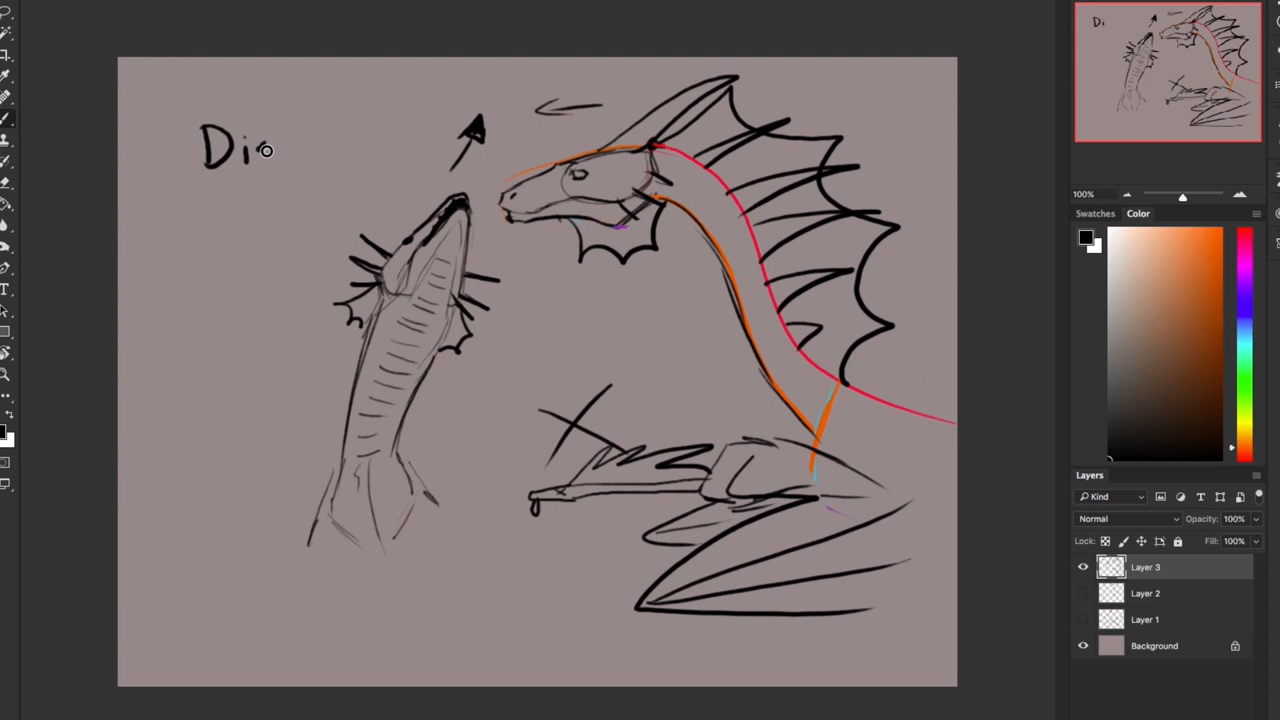 Di
Di
100%
Swatches Color
Layers
Kind
Normal Opacity: 100%
Lock: Fill: 100%
Layer 3
Layer 2
Layer 1
Background